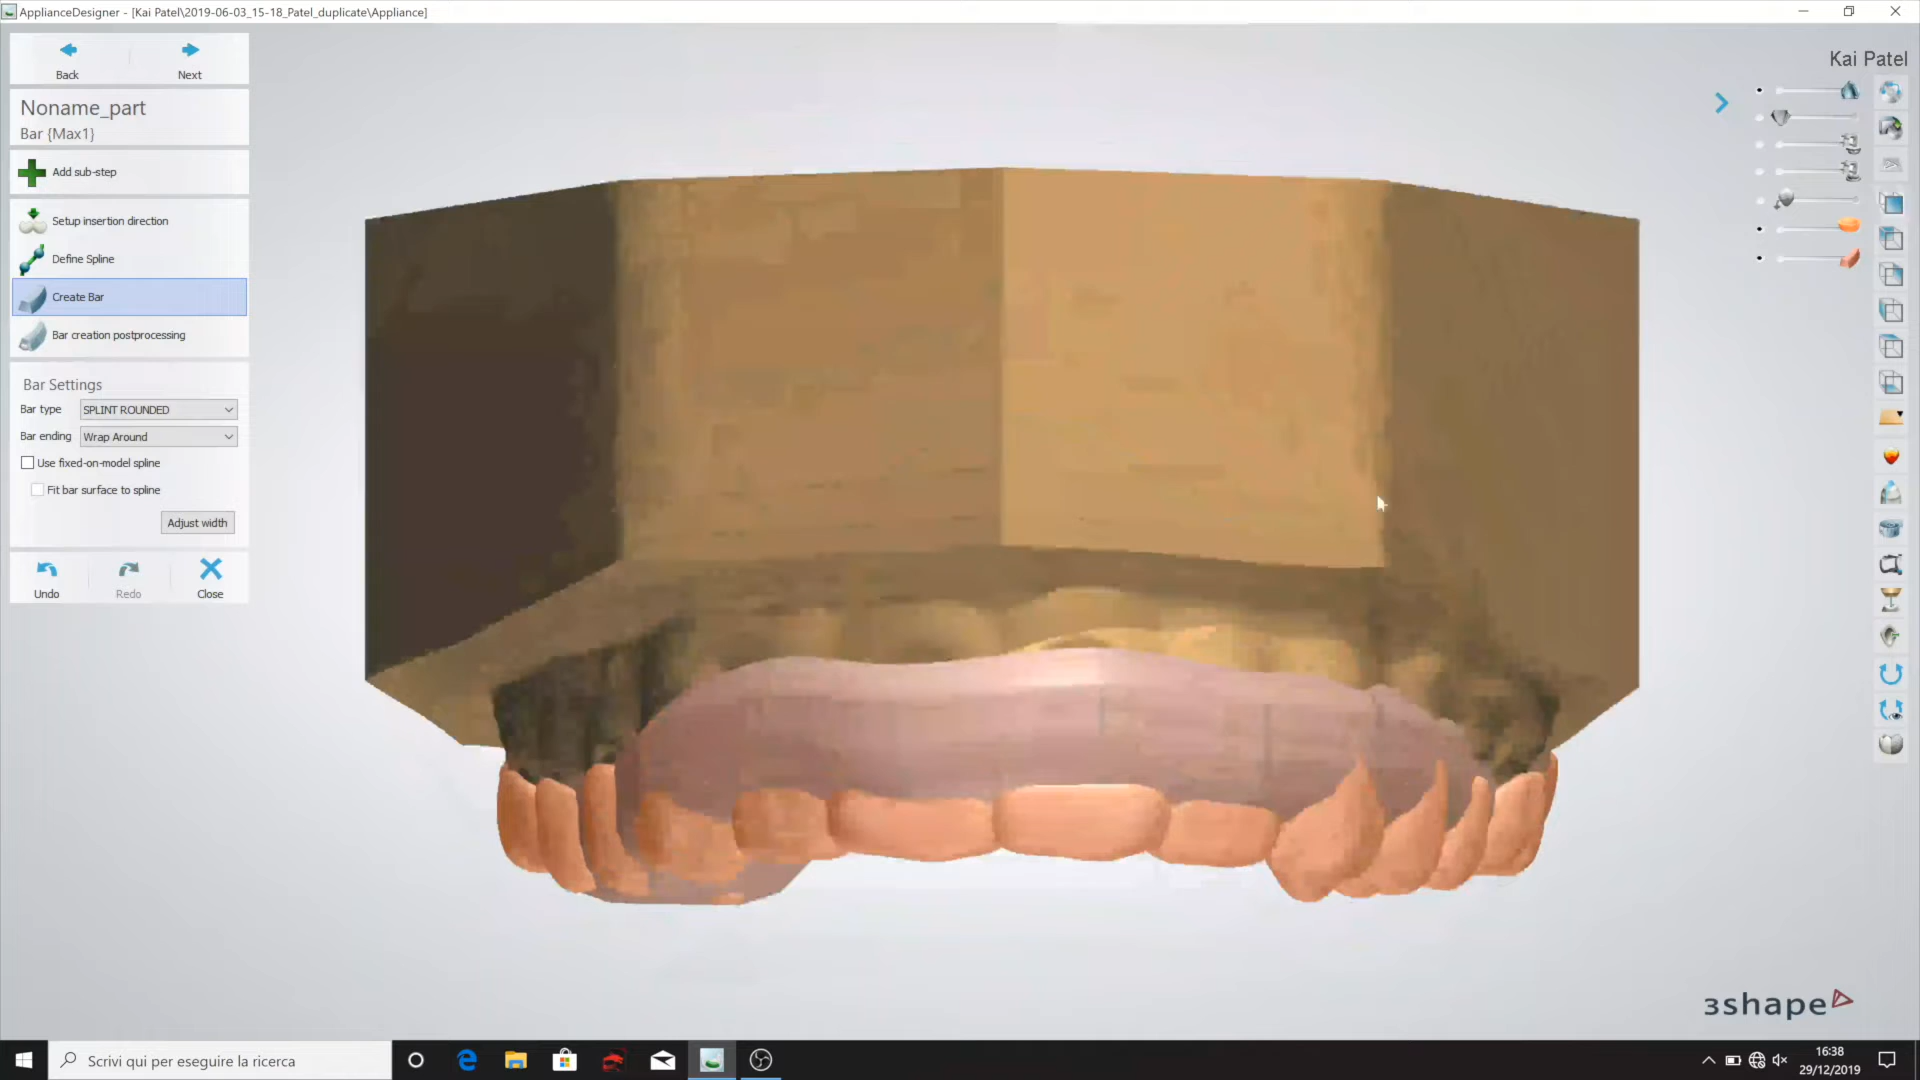 ApplianceDesigner - [Kai Patel\2019-06-03_15-18_Patel_duplicate\Appliance]
Back
Next
Kai Patel
Noname_part
Bar {Max1}
Add sub-step
Setup insertion direction
Define Spline
Create Bar
Bar creation postprocessing
Bar Settings
Bar type SPLINT ROUNDED
Bar ending Wrap Around
Use fixed-on-model spline
Fit bar surface to spline
Adjust width
Undo
Redo
Close
3shape
Scrivi qui per eseguire la ricerca
16:38
29/12/2019